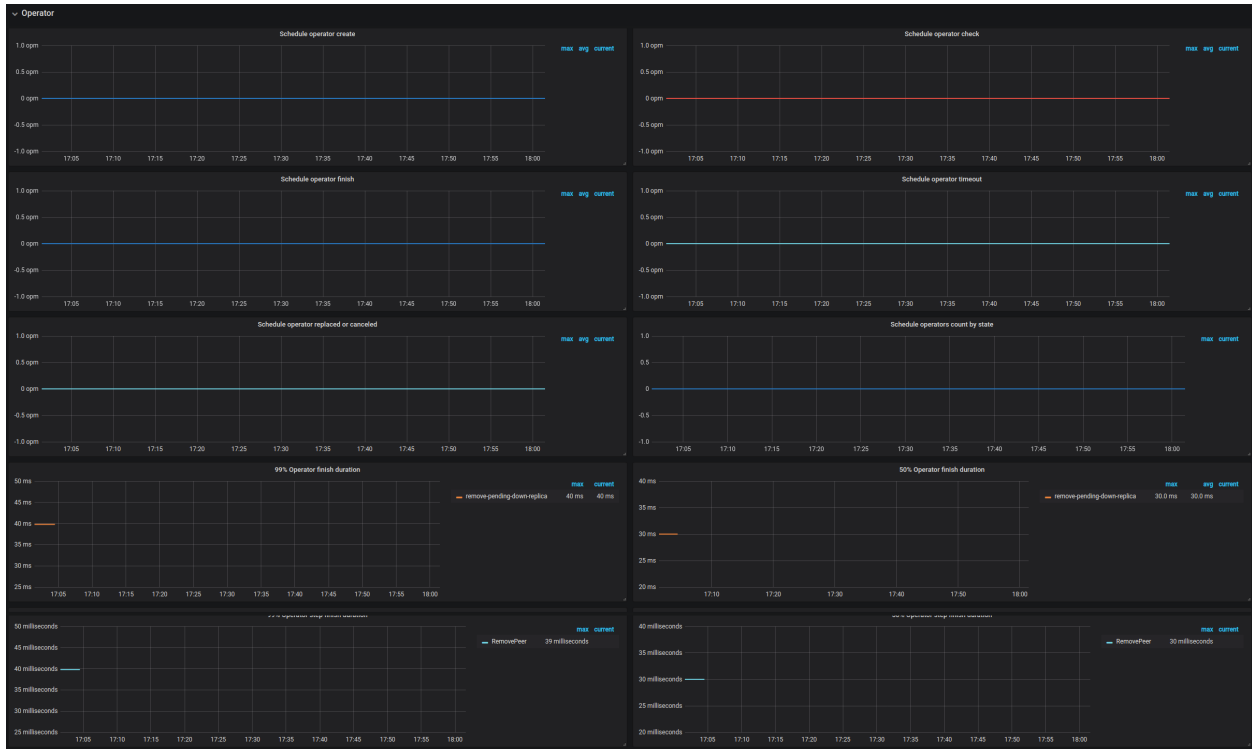 Operator
Schedule operator create
max avg current
1.0 opm
0.5 opm
0 opm
-0.5 opm
-1.0 opm
17:05 17:10 17:15 17:20 17:25 17:30 17:35 17:40 17:45 17:50 17:55 18:00
Schedule operator check
max avg current
1.0 opm
0.5 opm
0 opm
-0.5 opm
-1.0 opm
17:05 17:10 17:15 17:20 17:25 17:30 17:35 17:40 17:45 17:50 17:55 18:00
Schedule operator finish
max avg current
1.0 opm
0.5 opm
0 opm
-0.5 opm
-1.0 opm
17:05 17:10 17:15 17:20 17:25 17:30 17:35 17:40 17:45 17:50 17:55 18:00
Schedule operator timeout
max avg current
1.0 opm
0.5 opm
0 opm
-0.5 opm
-1.0 opm
17:05 17:10 17:15 17:20 17:25 17:30 17:35 17:40 17:45 17:50 17:55 18:00
Schedule operator replaced or canceled
max avg current
1.0 opm
0.5 opm
0 opm
-0.5 opm
-1.0 opm
17:05 17:10 17:15 17:20 17:25 17:30 17:35 17:40 17:45 17:50 17:55 18:00
Schedule operators count by state
max current
1.0
0.5
0
-0.5
-1.0
17:05 17:10 17:15 17:20 17:25 17:30 17:35 17:40 17:45 17:50 17:55 18:00
99% Operator finish duration
max current
remove-pending-down-replica 40 ms 40 ms
50 ms
45 ms
40 ms
35 ms
30 ms
25 ms
17:05 17:10 17:15 17:20 17:25 17:30 17:35 17:40 17:45 17:50 17:55 18:00
50% Operator finish duration
max avg current
remove-pending-down-replica 30.0 ms 30.0 ms
40 ms
35 ms
30 ms
25 ms
20 ms
17:10 17:20 17:30 17:40 17:50 18:00
99% Operator step finish duration
max current
RemovePeer 39 milliseconds
50 milliseconds
45 milliseconds
40 milliseconds
35 milliseconds
30 milliseconds
25 milliseconds
17:05 17:10 17:15 17:20 17:25 17:30 17:35 17:40 17:45 17:50 17:55 18:00
50% Operator step finish duration
max current
RemovePeer 30 milliseconds
40 milliseconds
35 milliseconds
30 milliseconds
25 milliseconds
20 milliseconds
17:05 17:10 17:15 17:20 17:25 17:30 17:35 17:40 17:45 17:50 17:55 18:00